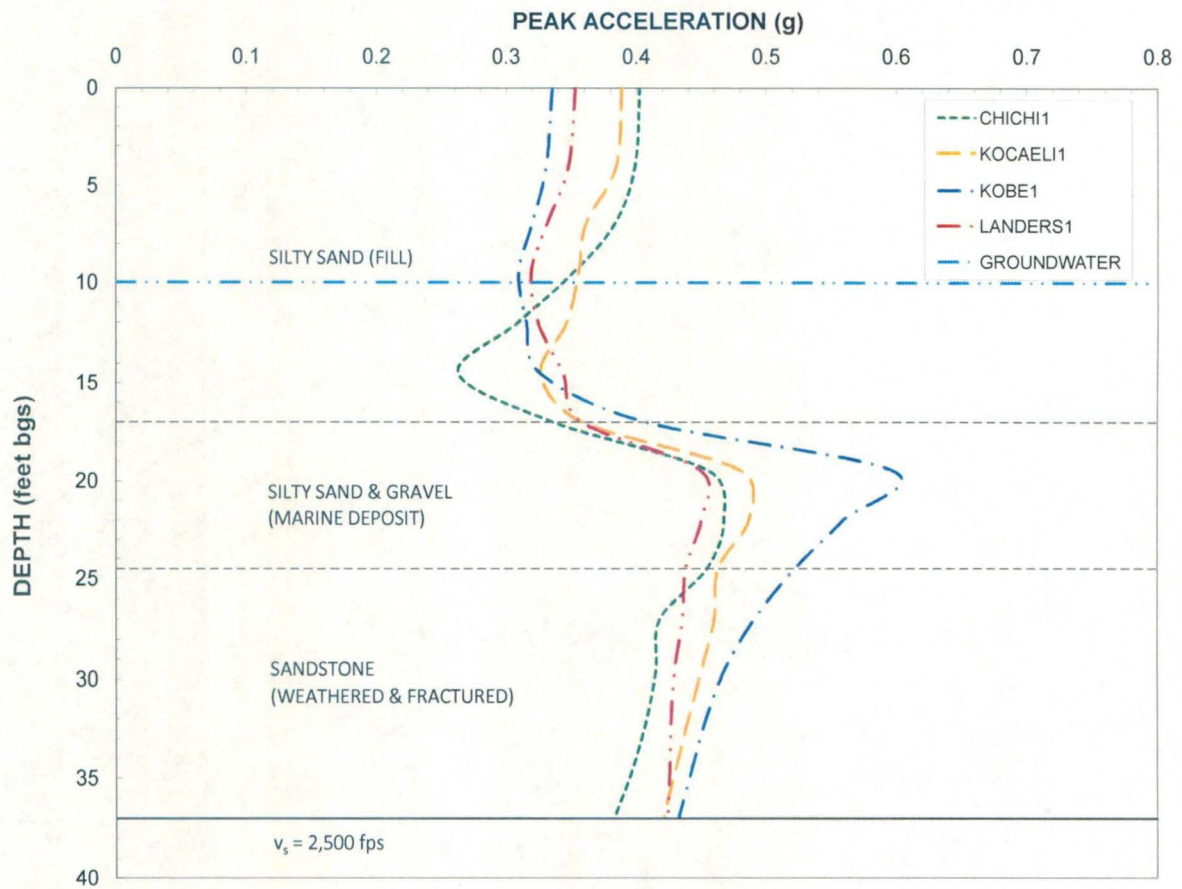 PEAK ACCELERATION (g)
0 0.1 0.2 0.3 0.4 0.5 0.6 0.7 0.8
0
5
10
15
20
25
30
35
40
DEPTH (feet bgs)
CHICHI1
KOCAELI1
KOBE1
LANDERS1
GROUNDWATER
SILTY SAND (FILL)
SILTY SAND & GRAVEL
(MARINE DEPOSIT)
SANDSTONE
(WEATHERED & FRACTURED)
vs = 2,500 fps